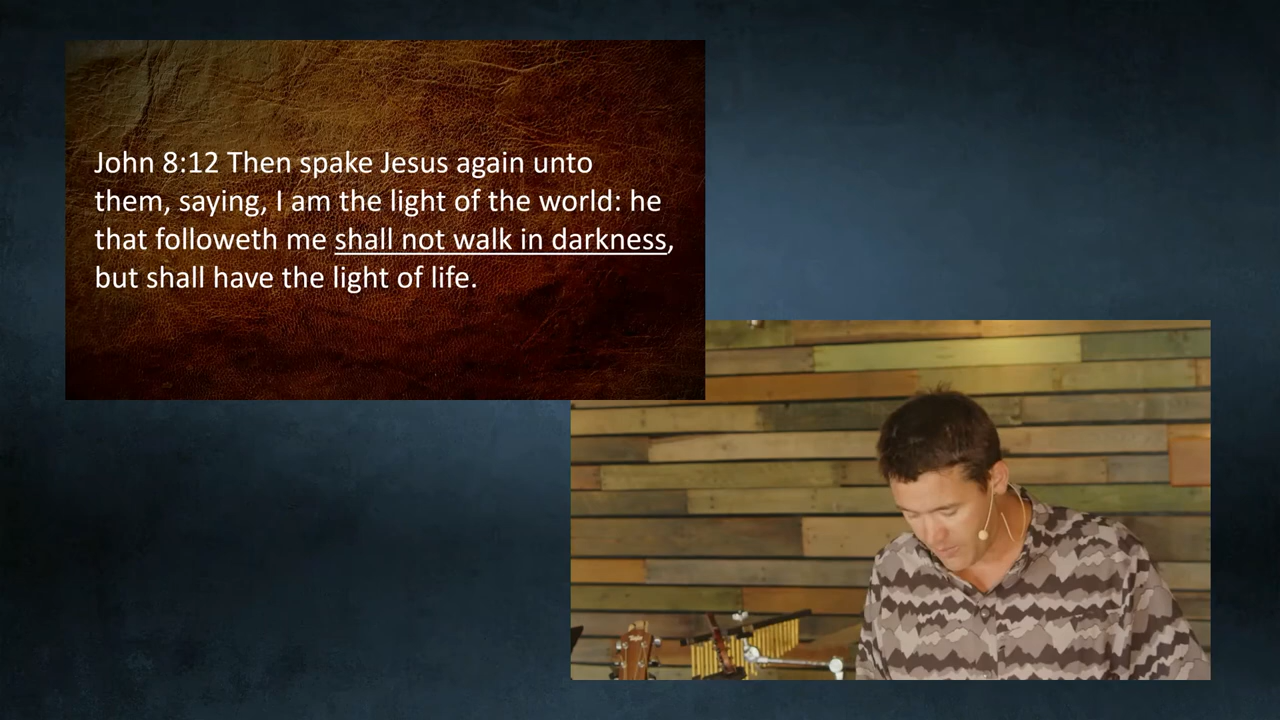 John 8:12 Then spake Jesus again unto
them, saying, I am the light of the world: he
that followeth me shall not walk in darkness,
but shall have the light of life.